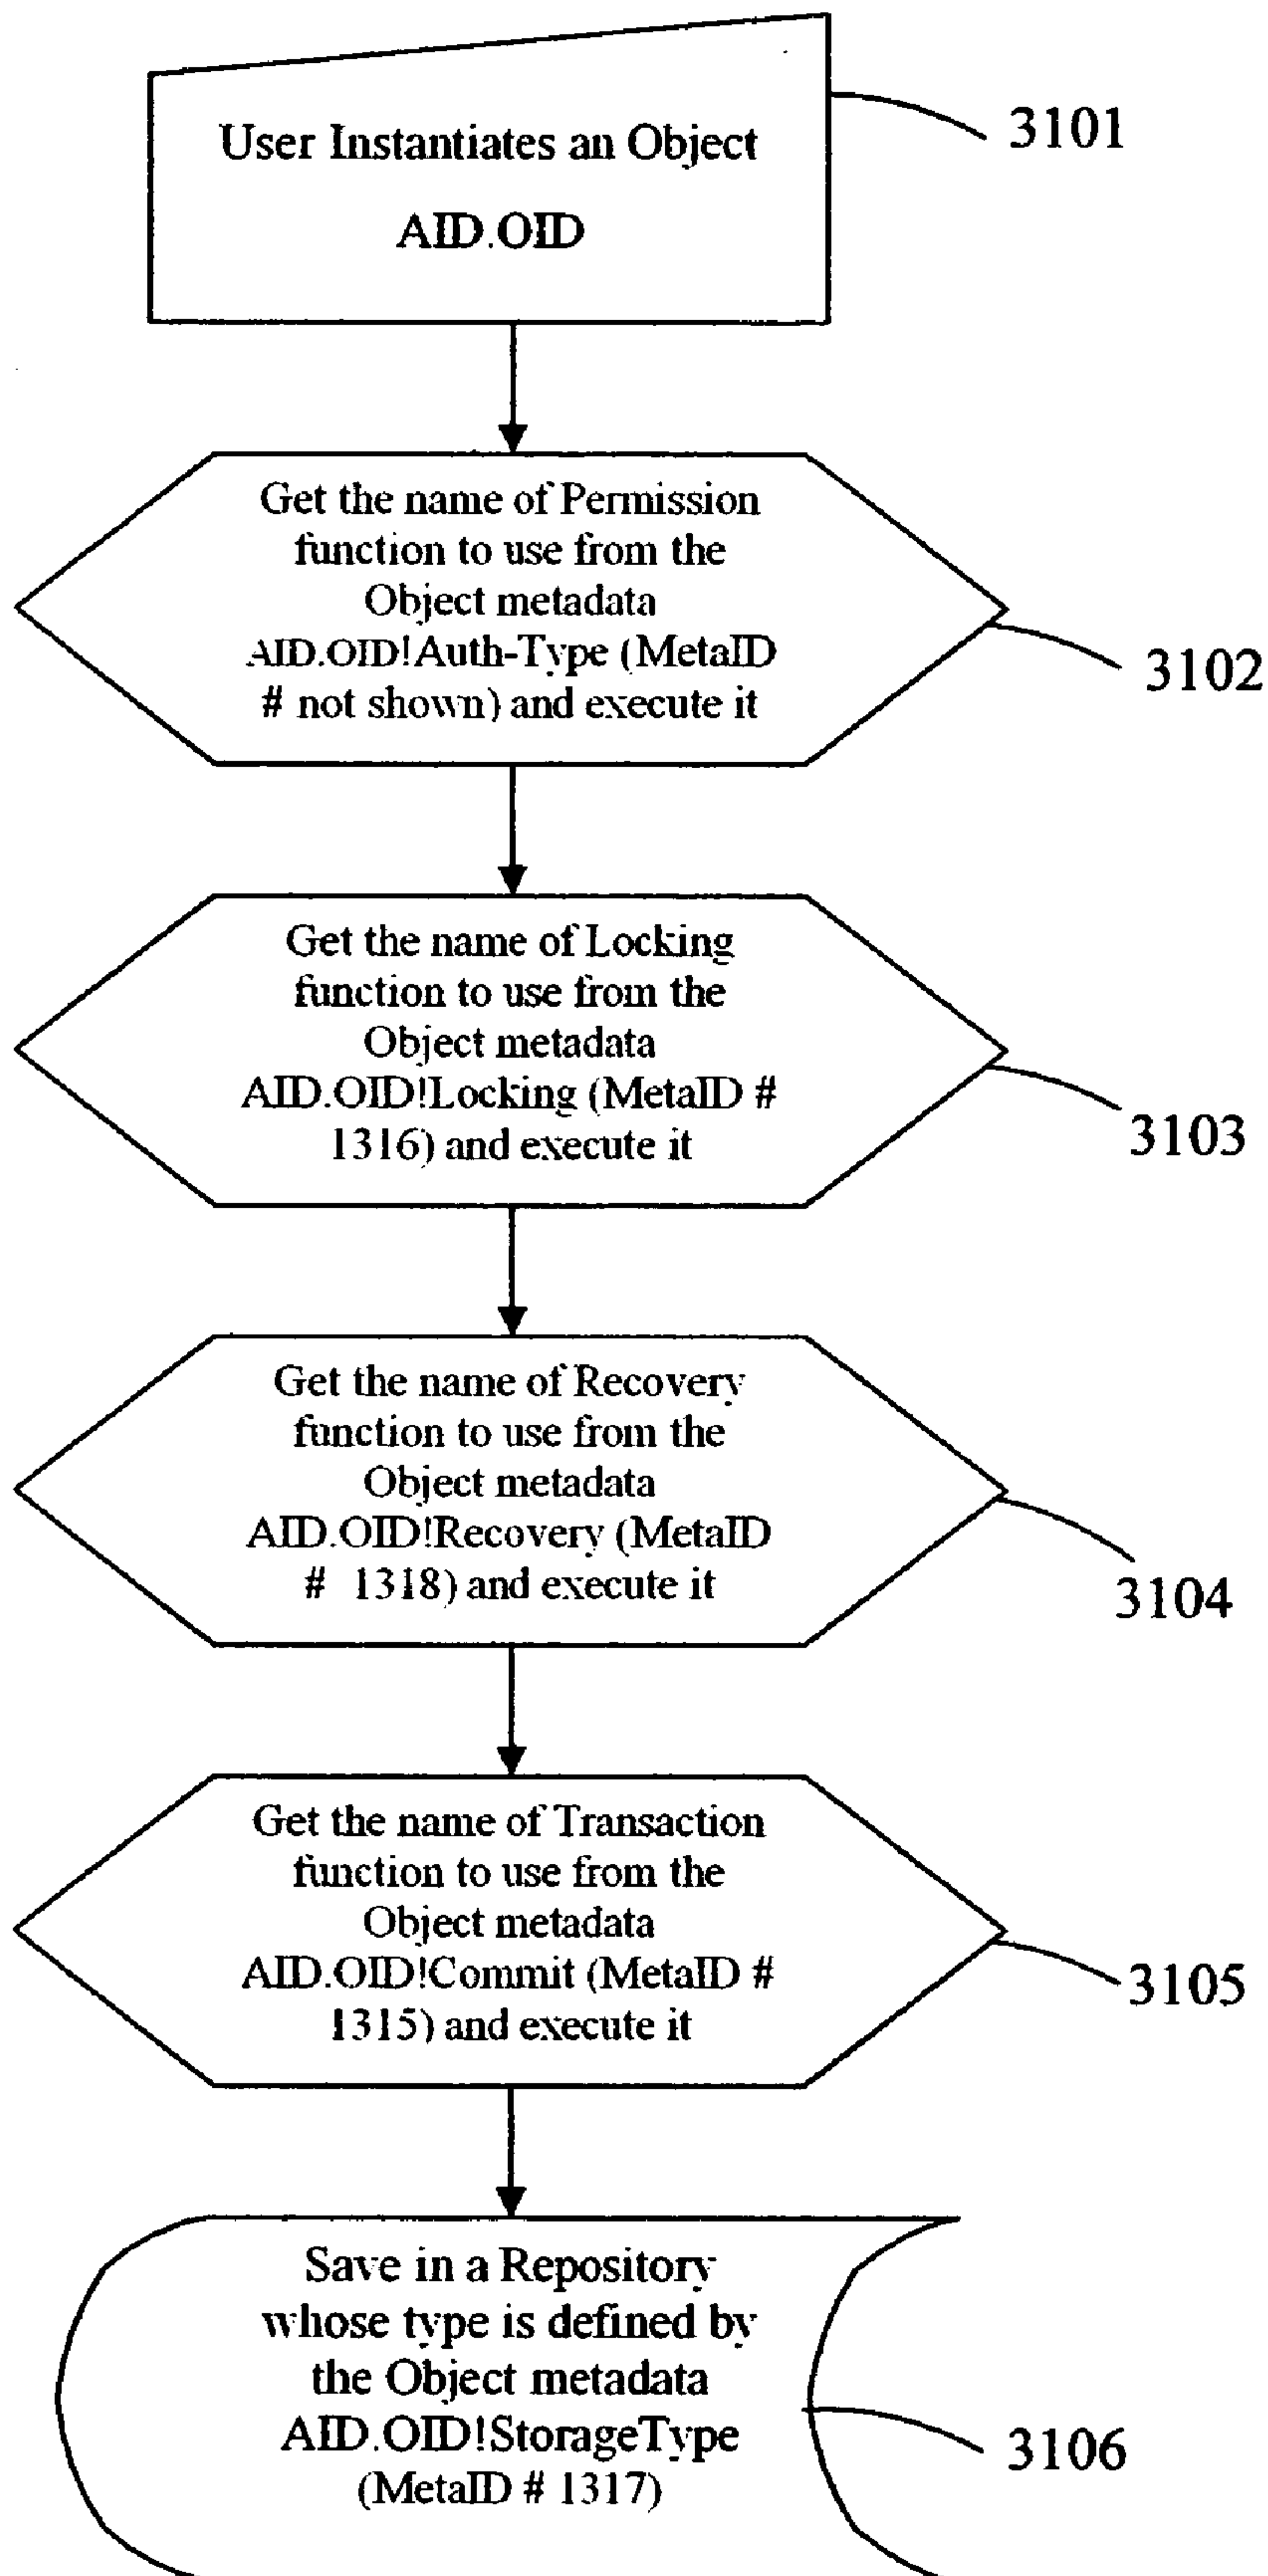 User Instantiates an Object
AID.OID
3101
Get the name of Permission
function to use from the
Object metadata
AID.OID!Auth-Type (MetaID
# not shown) and execute it
3102
Get the name of Locking
function to use from the
Object metadata
AID.OID!Locking (MetaID #
1316) and execute it
3103
Get the name of Recovery
function to use from the
Object metadata
AID.OID!Recovery (MetaID
# 1318) and execute it
3104
Get the name of Transaction
function to use from the
Object metadata
AID.OID!Commit (MetaID #
1315) and execute it
3105
Save in a Repository
whose type is defined by
the Object metadata
AID.OID!StorageType
(MetaID # 1317)
3106